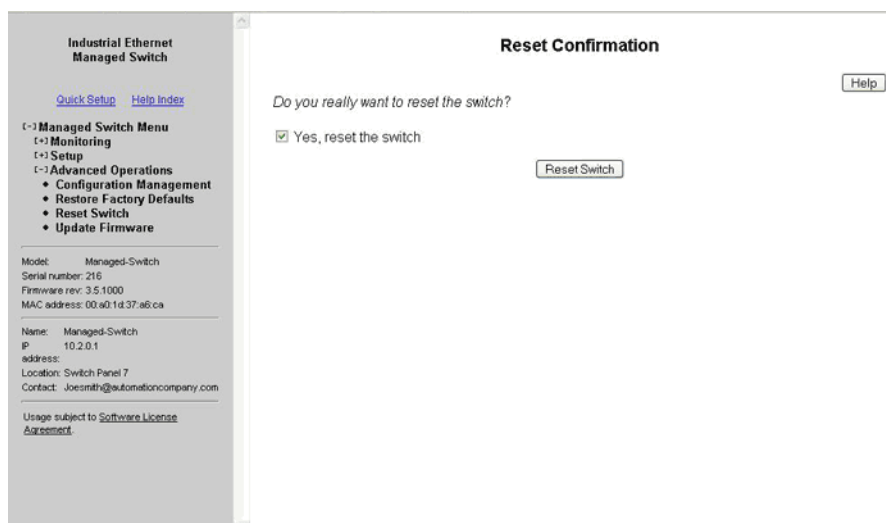 Industrial Ethernet
Managed Switch
Quick Setup Help Index
[-] Managed Switch Menu
[+] Monitoring
[+] Setup
[-] Advanced Operations
◆ Configuration Management
◆ Restore Factory Defaults
◆ Reset Switch
◆ Update Firmware
Model: Managed-Switch
Serial number: 216
Firmware rev: 3.5.1000
MAC address: 00:a0:1d:37:a6:ca
Name: Managed-Switch
IP address: 10.2.0.1
Location: Switch Panel 7
Contact: Joesmith@automationcompany.com
Usage subject to Software License
Agreement.
Reset Confirmation
Help
Do you really want to reset the switch?
Yes, reset the switch
Reset Switch